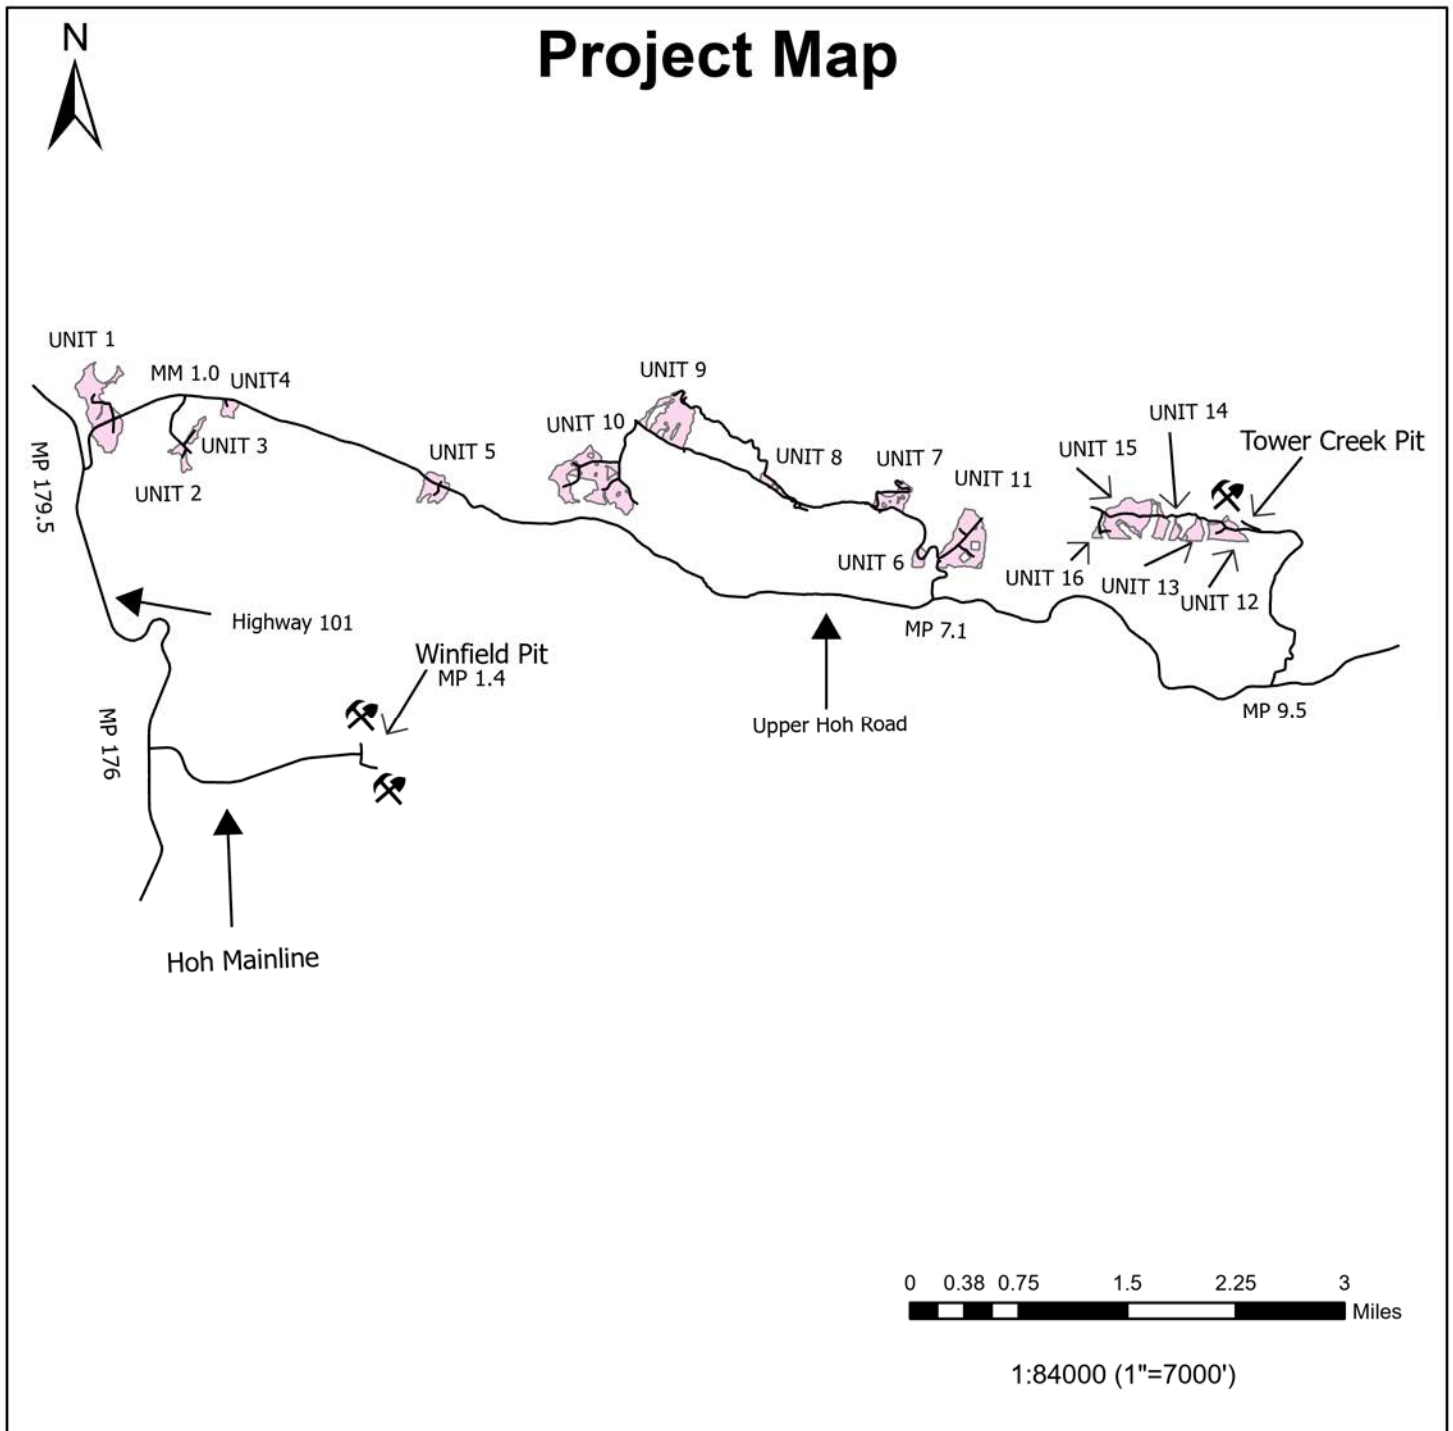 N
Project Map
UNIT 1
MM 1.0
UNIT4
UNIT 3
UNIT 2
UNIT 5
UNIT 10
UNIT 9
UNIT 8
UNIT 7
UNIT 11
UNIT 6
UNIT 14
UNIT 15
Tower Creek Pit
UNIT 16
UNIT 13
UNIT 12
MP 179.5
Highway 101
Winfield Pit
MP 1.4
MP 7.1
Upper Hoh Road
MP 9.5
MP 176
Hoh Mainline
0 0.38 0.75 1.5 2.25 3
Miles
1:84000 (1"=7000')